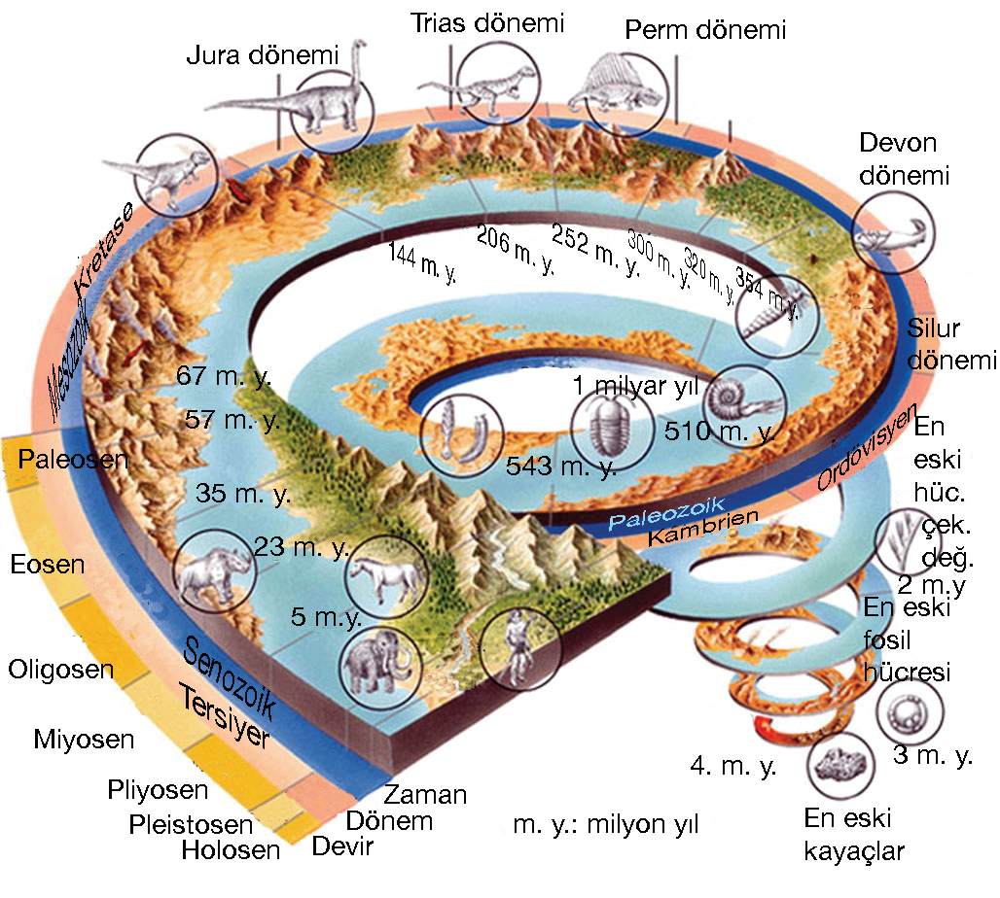 Trias dönemi
Perm dönemi
Jura dönemi
Devon
dönemi
Kretase
Mesozoik
144 m. y.
206 m. y.
252 m. y.
300 m. y.
320 m. y.
354 m. y.
Silur
dönemi
67 m. y.
57 m. y.
1 milyar yıl
510 m. y.
543 m. y.
Ordövisyen
En
eski
hüc.
çek.
değ.
2 m.y
Paleosen
35 m. y.
Paleozoik
Kambrien
23 m. y.
Eosen
5 m.y.
En eski
fosil
hücresi
Senozoik
Tersiyer
Oligosen
Miyosen
4. m. y.
3 m. y.
Pliyosen
Zaman
Pleistosen
Dönem
Holosen
Devir
m. y.: milyon yıl
En eski
kayaçlar